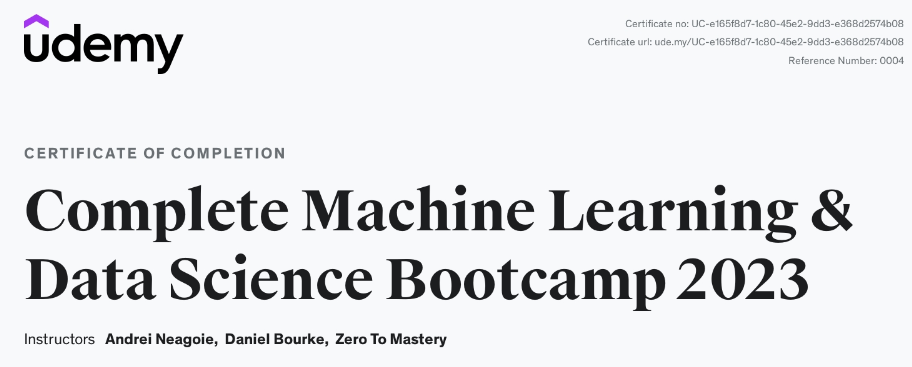 udemy
Certificate no: UC-e165f8d7-1c80-45e2-9dd3-e368d2574b08
Certificate url: ude.my/UC-e165f8d7-1c80-45e2-9dd3-e368d2574b08
Reference Number: 0004
CERTIFICATE OF COMPLETION
Complete Machine Learning &
Data Science Bootcamp 2023
Instructors Andrei Neagoie, Daniel Bourke, Zero To Mastery